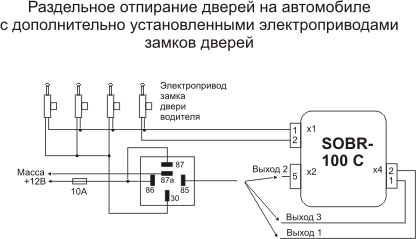 Раздельное отпирание дверей на автомобиле
с дополнительно установленными электроприводами
замков дверей
Электропривод
замка
двери
водителя
1
2
x1
SOBR-
100 C
5
x2
x4
2
1
Выход 2
Масса
+12В
10А
87
87а
86
85
30
Выход 3
Выход 1